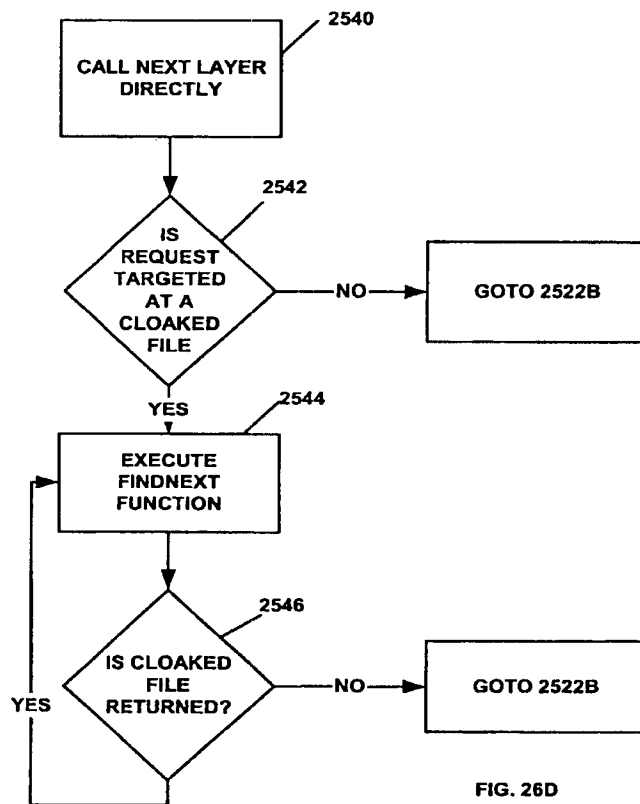 2540
CALL NEXT LAYER
DIRECTLY
2542
IS
REQUEST
TARGETED
AT A
CLOAKED
FILE
NO
GOTO 2522B
YES
2544
EXECUTE
FINDNEXT
FUNCTION
2546
IS CLOAKED
FILE
RETURNED?
NO
GOTO 2522B
YES
FIG. 26D